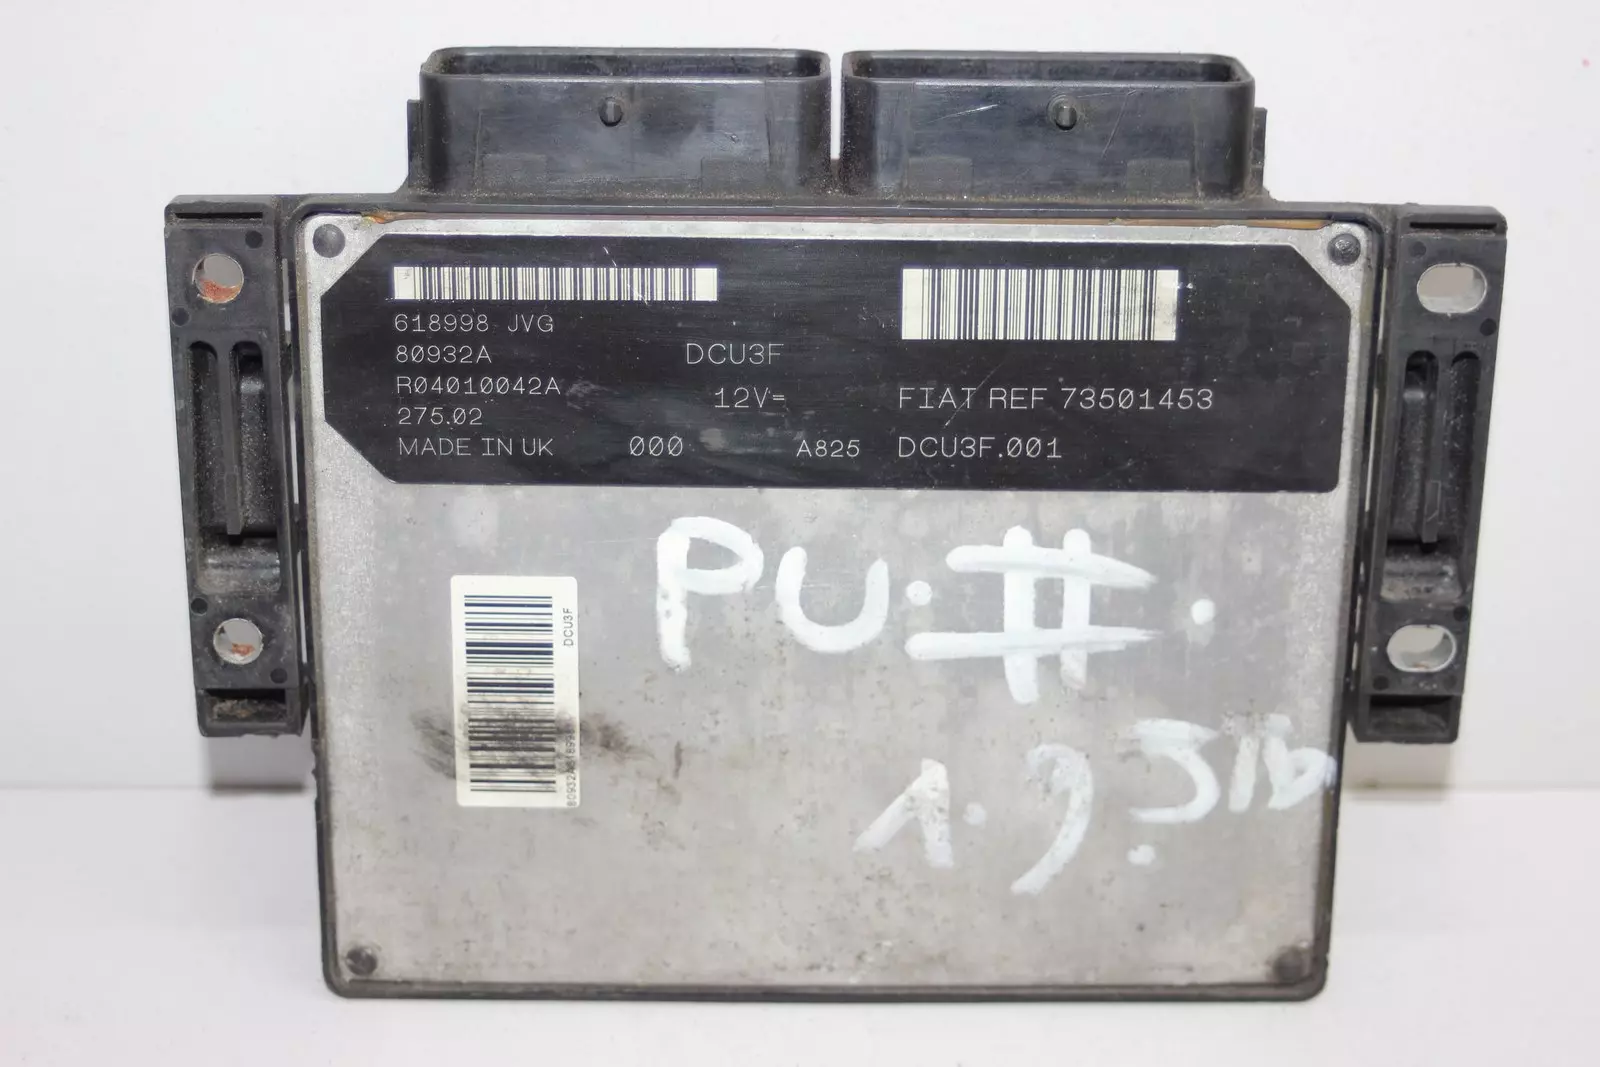 618998 JVG
80932A
DCU3F
R04010042A
12V=
FIAT REF 73501453
275.02
MADE IN UK
000
A825
DCU3F.001
DCU3F
PU.
1.9